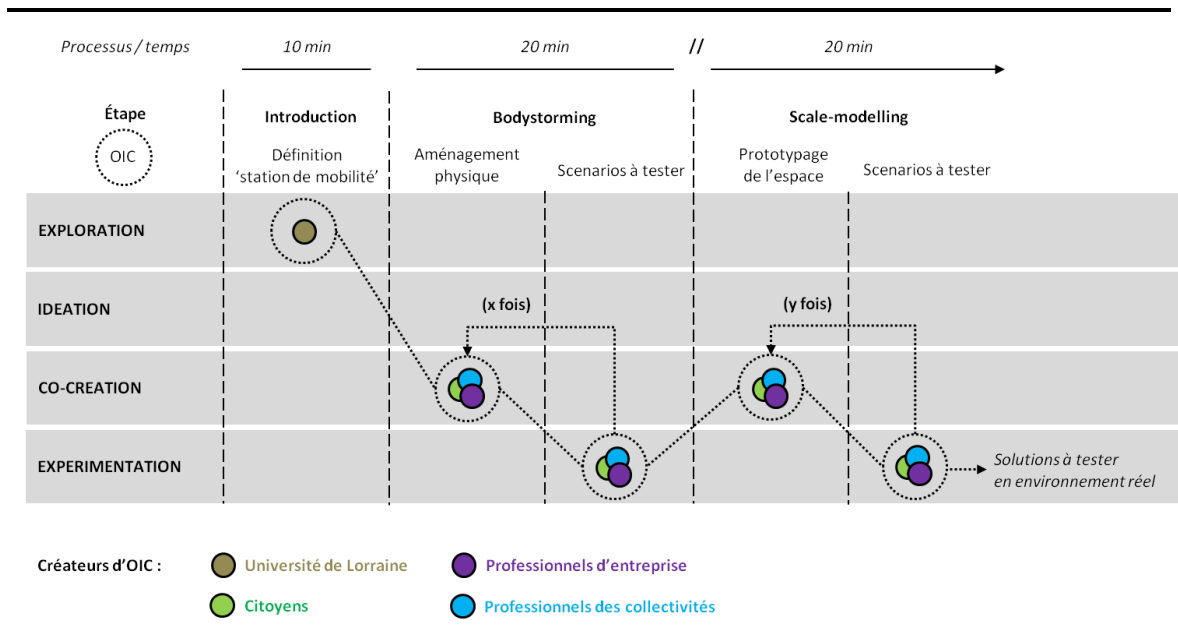 Processus / temps
10 min
20 min
//
20 min
Étape
OIC
Introduction
Bodystorming
Scale-modelling
Définition
‘station de mobilité’
Aménagement
physique
Scenarios à tester
Prototypage
de l’espace
Scenarios à tester
EXPLORATION
IDEATION
(x fois)
(y fois)
CO-CREATION
EXPERIMENTATION
Solutions à tester
en environnement réel
Créateurs d’OIC :
Université de Lorraine
Professionnels d’entreprise
Citoyens
Professionnels des collectivités